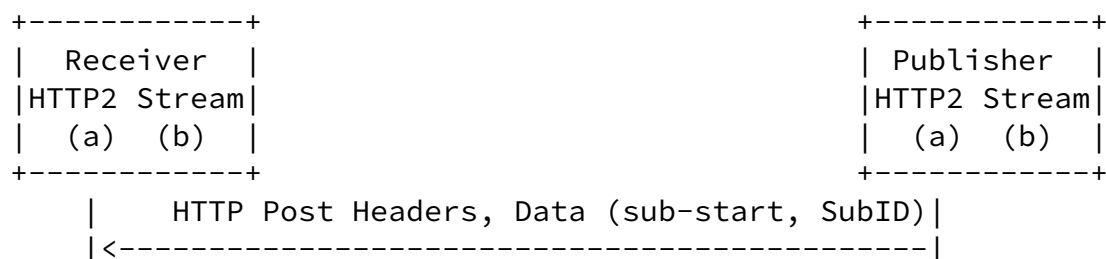 +------------+                                      +------------+
|  Receiver  |                                      | Publisher  |
|HTTP2 Stream|                                      |HTTP2 Stream|
|  (a)  (b)  |                                      |  (a)  (b)  |
+------------+                                      +------------+
    |    HTTP Post Headers, Data (sub-start, SubID)|
    |<---------------------------------------------|